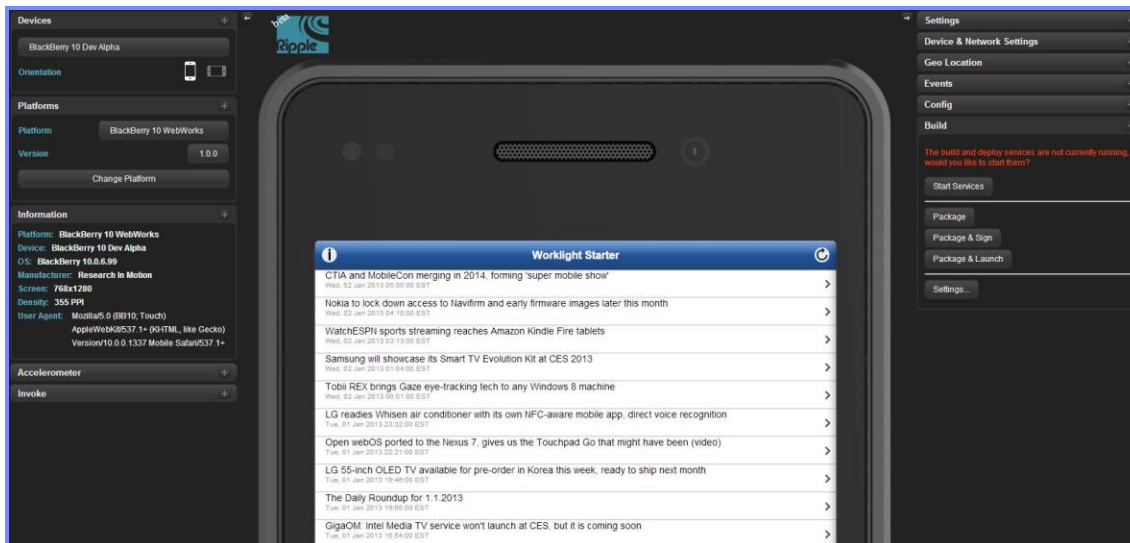 Devices
BlackBerry 10 Dev Alpha
Orientation
Platforms
Platform BlackBerry 10 WebWorks
Version 1.0.0
Change Platform
Information
Platform: BlackBerry 10 WebWorks
Device: BlackBerry 10 Dev Alpha
OS: BlackBerry 10.0.6.99
Manufacturer: Research In Motion
Screen: 768x1280
Density: 355 PPI
User Agent: Mozilla/5.0 (BB10; Touch)
AppleWebKit/537.1+ (KHTML, like Gecko)
Version/10.0.0.1337 Mobile Safari/537.1+
Accelerometer
Invoke
beta
Ripple
Worklight Starter
CTIA and MobileCon merging in 2014, forming 'super mobile show'
Wed, 02 Jan 2013 05:00:00 EST
Nokia to lock down access to Navifirm and early firmware images later this month
Wed, 02 Jan 2013 04:10:00 EST
WatchESPN sports streaming reaches Amazon Kindle Fire tablets
Wed, 02 Jan 2013 03:13:00 EST
Samsung will showcase its Smart TV Evolution Kit at CES 2013
Wed, 02 Jan 2013 01:04:00 EST
Tobii REX brings Gaze eye-tracking tech to any Windows 8 machine
Wed, 02 Jan 2013 00:01:00 EST
LG readies Whisen air conditioner with its own NFC-aware mobile app, direct voice recognition
Tue, 01 Jan 2013 23:32:00 EST
Open webOS ported to the Nexus 7, gives us the Touchpad Go that might have been (video)
Tue, 01 Jan 2013 22:21:00 EST
LG 55-inch OLED TV available for pre-order in Korea this week, ready to ship next month
Tue, 01 Jan 2013 19:46:00 EST
The Daily Roundup for 1.1.2013
Tue, 01 Jan 2013 19:00:00 EST
GigaOM: Intel Media TV service won't launch at CES, but it is coming soon
Tue, 01 Jan 2013 16:54:00 EST
Settings
Device & Network Settings
Geo Location
Events
Config
Build
The build and deploy services are not currently running,
would you like to start them?
Start Services
Package
Package & Sign
Package & Launch
Settings...